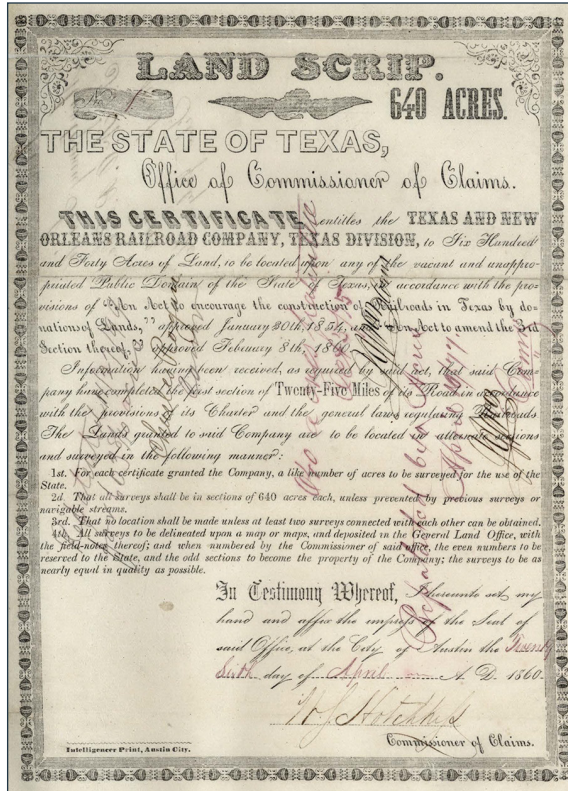 LAND SCRIP.
No. 1
640 ACRES.
THE STATE OF TEXAS,
Office of Commissioner of Claims.
THIS CERTIFICATE entitles the TEXAS AND NEW
ORLEANS RAILROAD COMPANY, TEXAS DIVISION, to Six Hundred
and Forty Acres of Land, to be located upon any of the vacant and unappro-
priated Public Domain of the State of Texas, in accordance with the pro-
visions of "An Act to encourage the construction of Railroads in Texas by do-
nations of Lands," approved January 30th 1854, and An Act to amend the 3rd
Section thereof, approved February 8th,
Information having been received, as required by said act, that said Com-
pany have completed the first section of Twenty-Five Miles of its Road in accordance
with the provisions of its Charter and the general laws regulating Railroads
The Lands granted to said Company are to be located in alternate sections
and surveyed in the following manner:
1st. For each certificate granted the Company, a like number of acres to be surveyed for the use of the
State.
2d. That all surveys shall be in sections of 640 acres each, unless prevented by previous surveys or
navigable streams.
3rd. That no location shall be made unless at least two surveys connected with each other can be obtained.
4th. All surveys to be delineated upon a map or maps, and deposited in the General Land Office, with
the field-notes thereof; and when numbered by the Commissioner of said office, the even numbers to be
reserved to the State, and the odd sections to become the property of the Company; the surveys to be as
nearly equal in quality as possible.
In Testimony Whereof, I hereunto set my
hand and affix the impress of the Seal of
said Office, at the City of Austin the Twenty
Sixth day of April A. D. 1860.
Commissioner of Claims.
Intelligencer Print, Austin City.